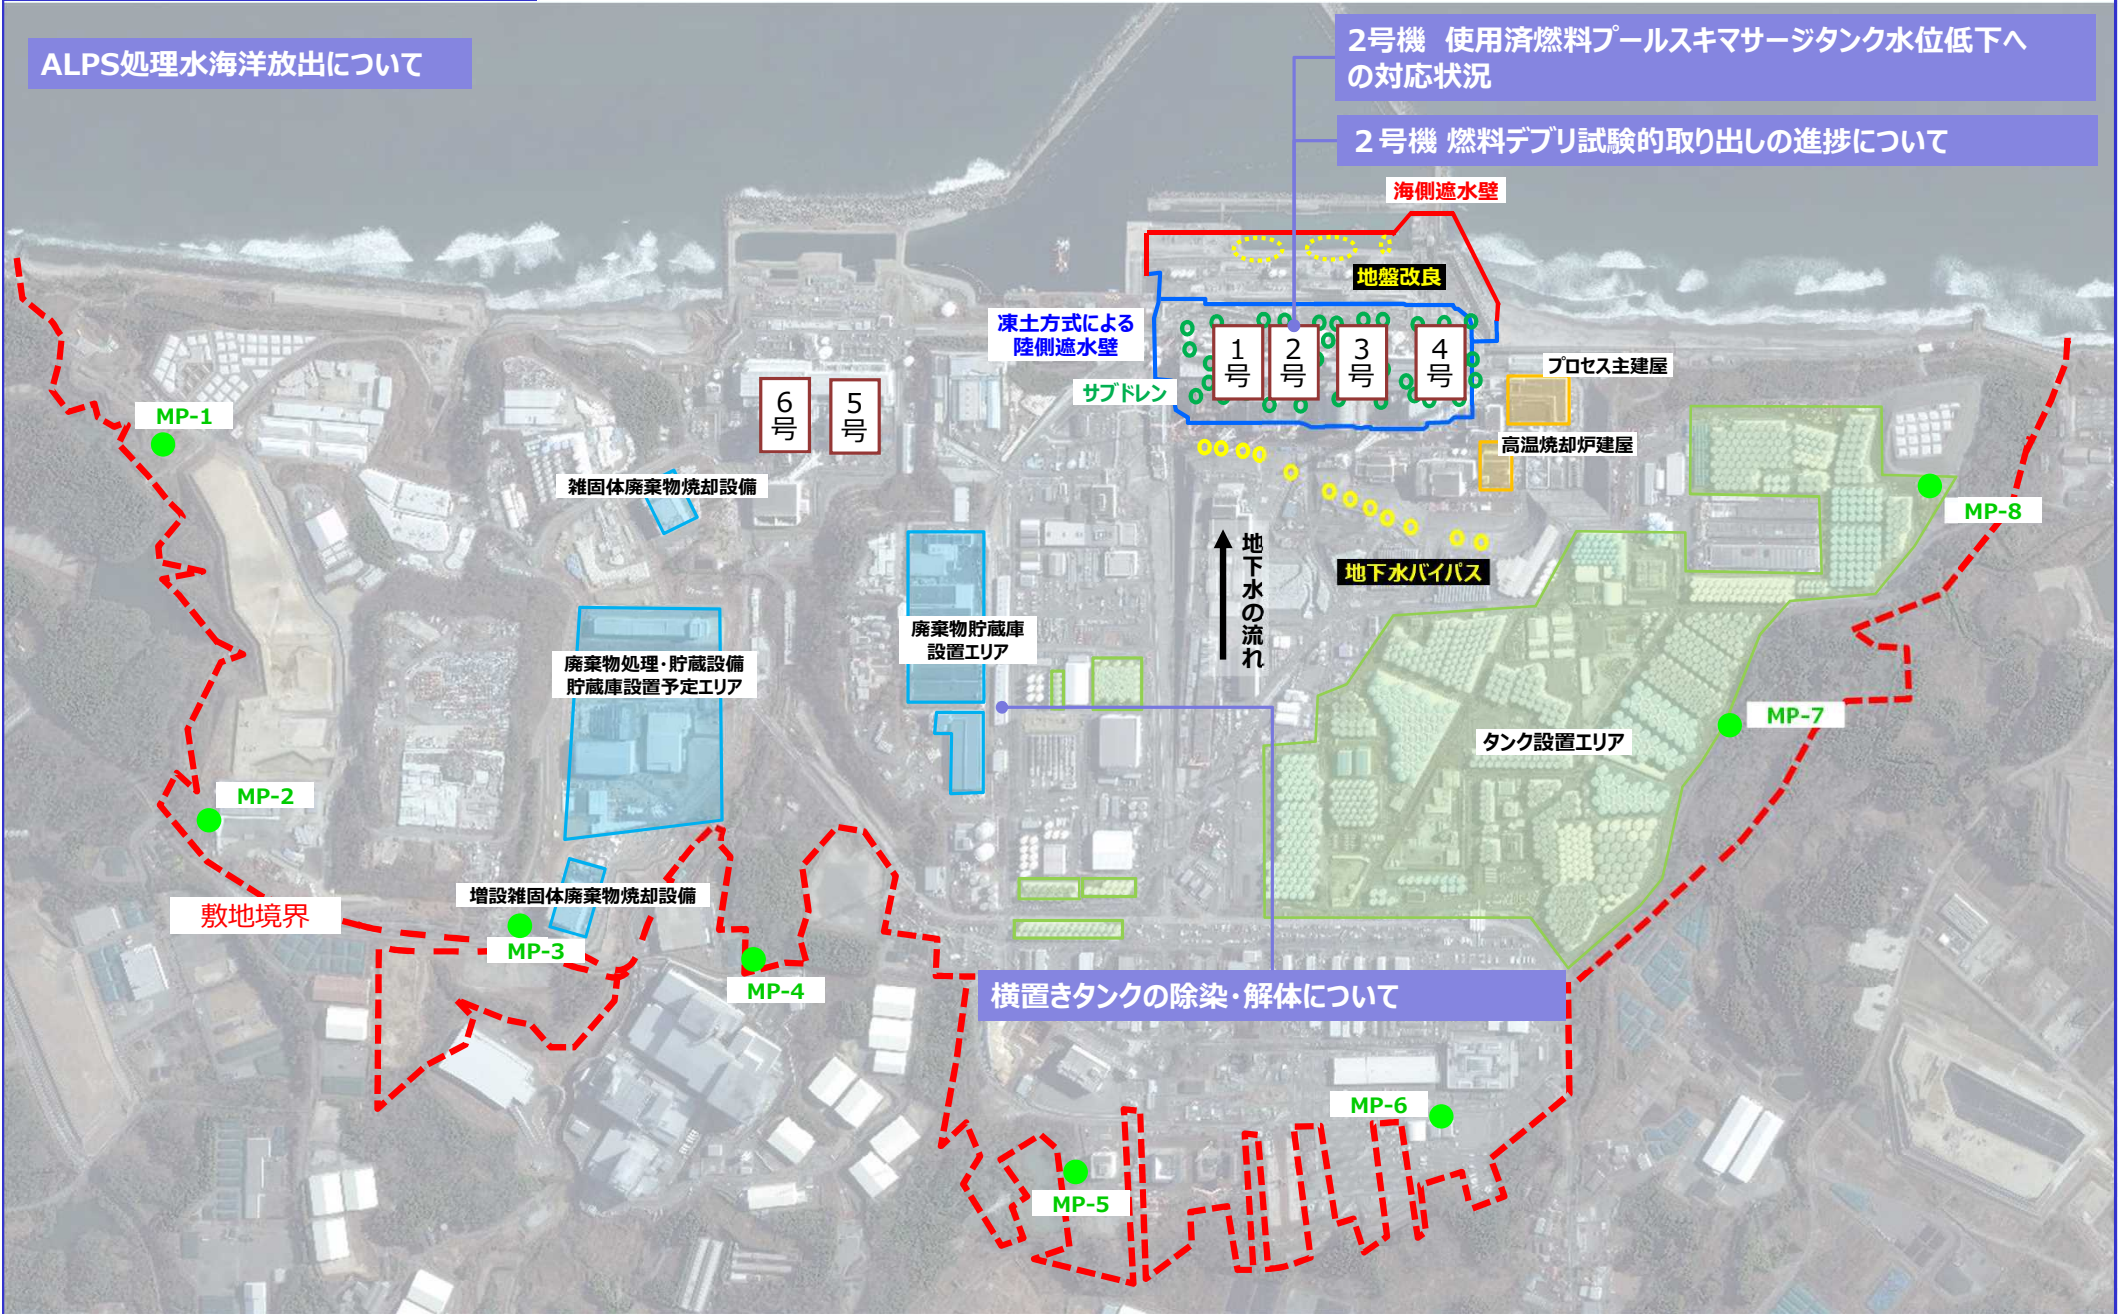 ALPS処理水海洋放出について
2号機 使用済燃料プールスキマサージタンク水位低下へ
の対応状況
２号機 燃料デブリ試験的取り出しの進捗について
海側遮水壁
地盤改良
凍土方式による
陸側遮水壁
サブドレン
1号
2号
3号
4号
6号
5号
プロセス主建屋
高温焼却炉建屋
MP-1
雑固体廃棄物焼却設備
MP-8
地下水の流れ
地下水バイパス
廃棄物貯蔵庫
設置エリア
廃棄物処理・貯蔵設備
貯蔵庫設置予定エリア
MP-7
タンク設置エリア
MP-2
増設雑固体廃棄物焼却設備
敷地境界
MP-3
MP-4
横置きタンクの除染・解体について
MP-6
MP-5